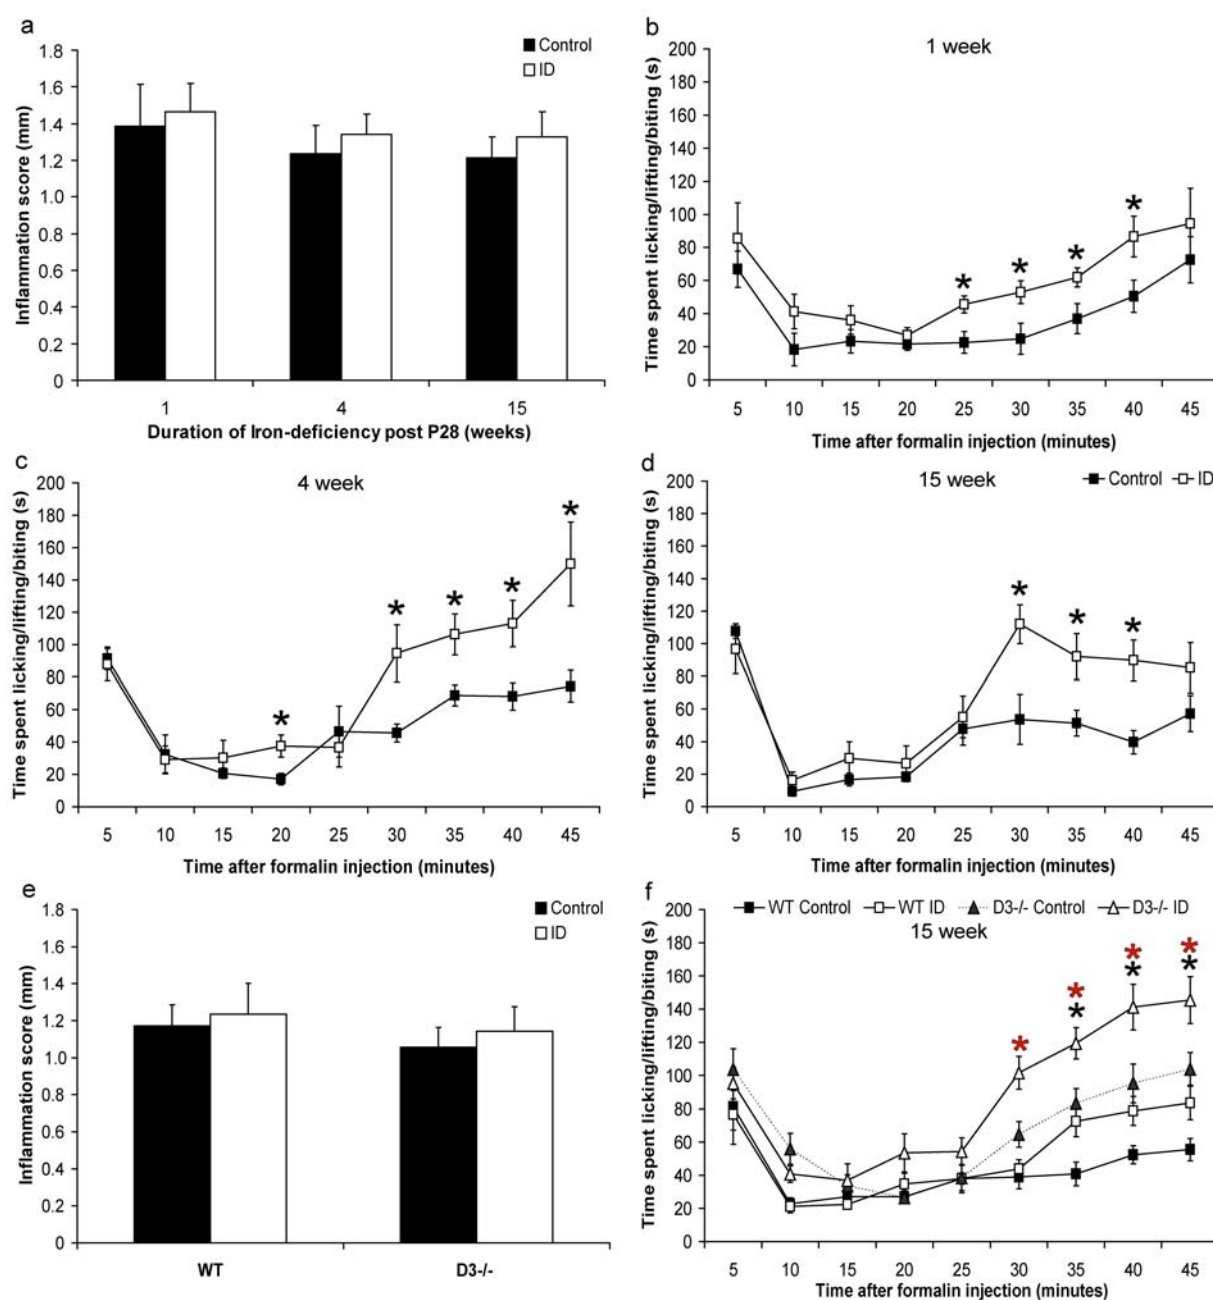 a
1.8
1.6
1.4
1.2
1.0
0.8
0.6
0.4
0.2
0
Inflammation score (mm)
Control
ID
1 4 15
Duration of Iron-deficiency post P28 (weeks)
b
1 week
200
180
160
140
120
100
80
60
40
20
0
Time spent licking/lifting/biting (s)
* * * *
5 10 15 20 25 30 35 40 45
Time after formalin injection (minutes)
c
4 week
200
180
160
140
120
100
80
60
40
20
0
Time spent licking/lifting/biting (s)
* * * * *
5 10 15 20 25 30 35 40 45
Time after formalin injection (minutes)
d
15 week
Control ID
200
180
160
140
120
100
80
60
40
20
0
Time spent licking/lifting/biting (s)
* * *
5 10 15 20 25 30 35 40 45
Time after formalin injection (minutes)
e
1.8
1.6
1.4
1.2
1.0
0.8
0.6
0.4
0.2
0
Inflammation score (mm)
Control
ID
WT D3-/-
f
WT Control WT ID D3-/- Control D3-/- ID
15 week
200
180
160
140
120
100
80
60
40
20
0
Time spent licking/lifting/biting (s)
* * * *
* * *
5 10 15 20 25 30 35 40 45
Time after formalin injection (minutes)